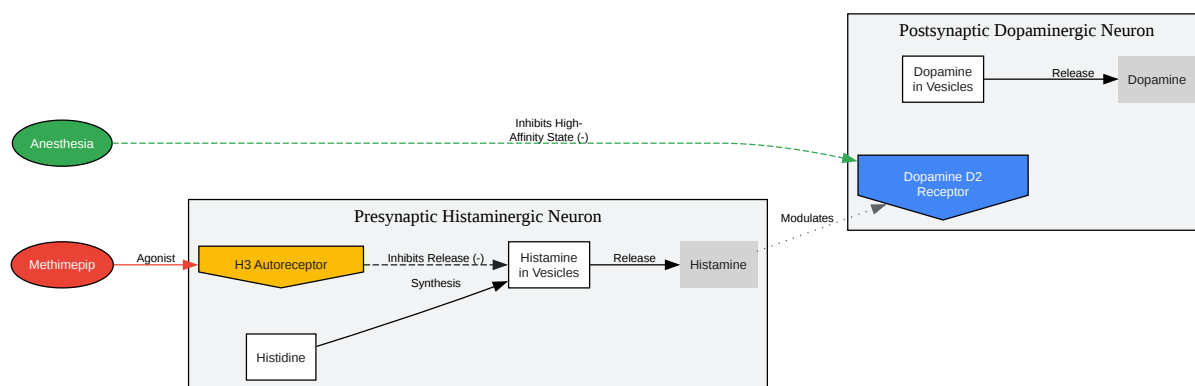 Postsynaptic Dopaminergic Neuron
Dopamine
in Vesicles
Release
Dopamine
Anesthesia
Inhibits High-
Affinity State (-)
Dopamine D2
Receptor
Presynaptic Histaminergic Neuron
Modulates
Methimepip
Agonist
H3 Autoreceptor
Inhibits Release (-)
Histamine
in Vesicles
Release
Histamine
Synthesis
Histidine